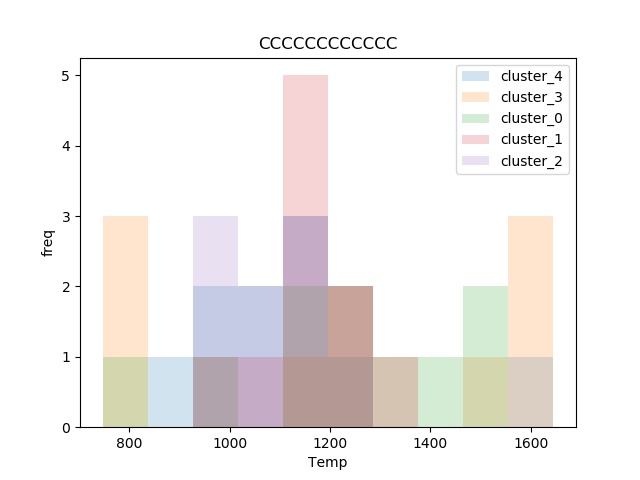 CCCCCCCCCCCC
cluster_4
cluster_3
cluster_0
cluster_1
cluster_2
5
4
3
2
1
0
freq
800 1000 1200 1400 1600
Temp